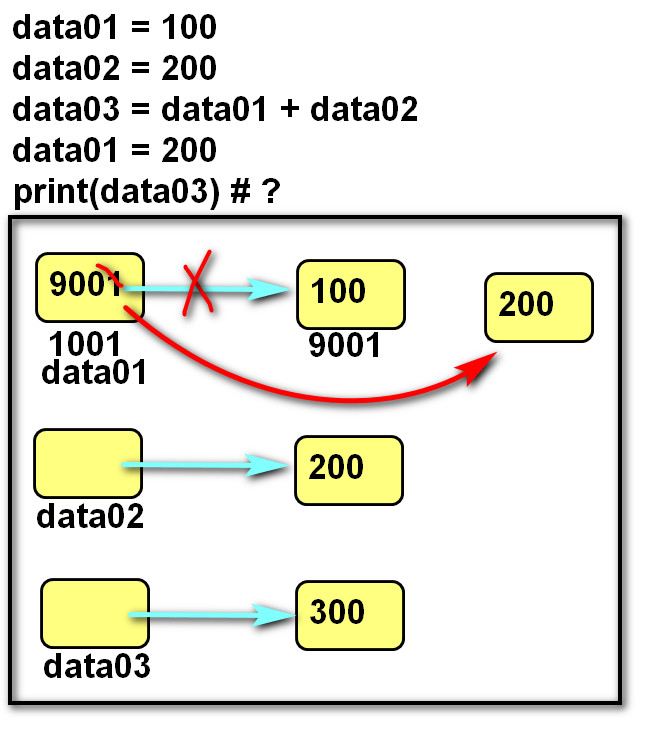 data01 = 100
data02 = 200
data03 = data01 + data02
data01 = 200
print(data03) # ?
9001
100
200
1001
9001
data01
200
data02
300
data03